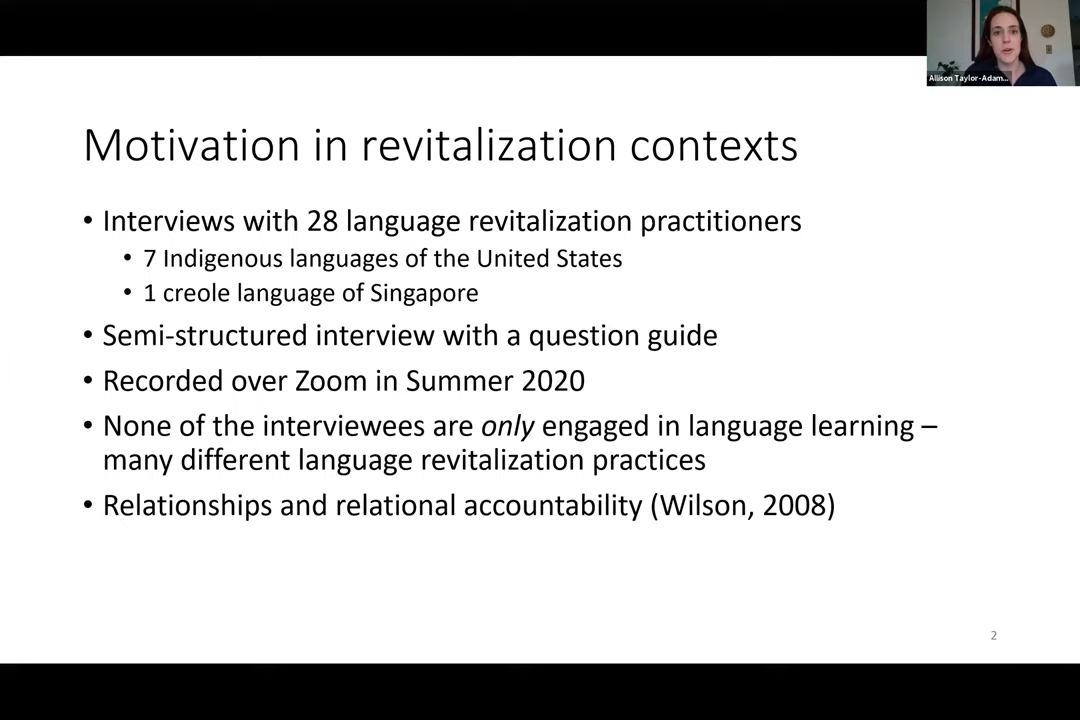 Allison Taylor-Adam...
Motivation in revitalization contexts
• Interviews with 28 language revitalization practitioners
• 7 Indigenous languages of the United States
• 1 creole language of Singapore
• Semi-structured interview with a question guide
• Recorded over Zoom in Summer 2020
• None of the interviewees are only engaged in language learning –
many different language revitalization practices
• Relationships and relational accountability (Wilson, 2008)
2